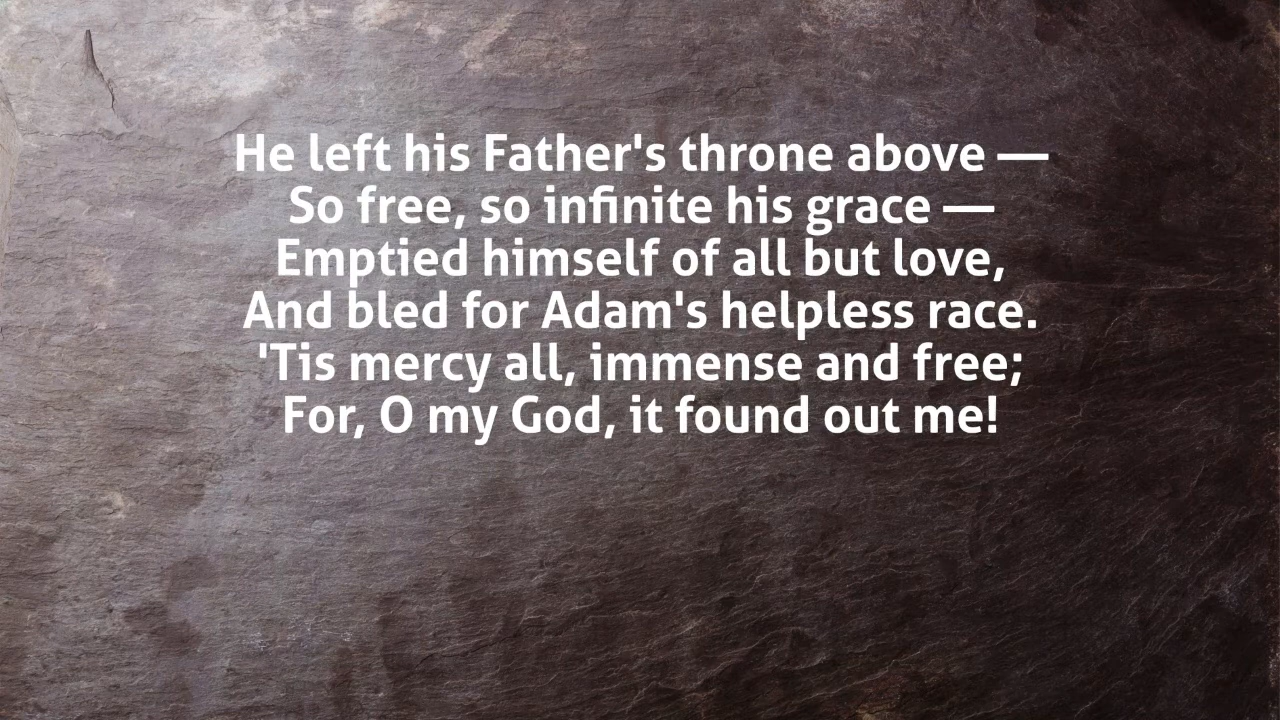 He left his Father's throne above —
So free, so infinite his grace —
Emptied himself of all but love,
And bled for Adam's helpless race.
'Tis mercy all, immense and free;
For, O my God, it found out me!